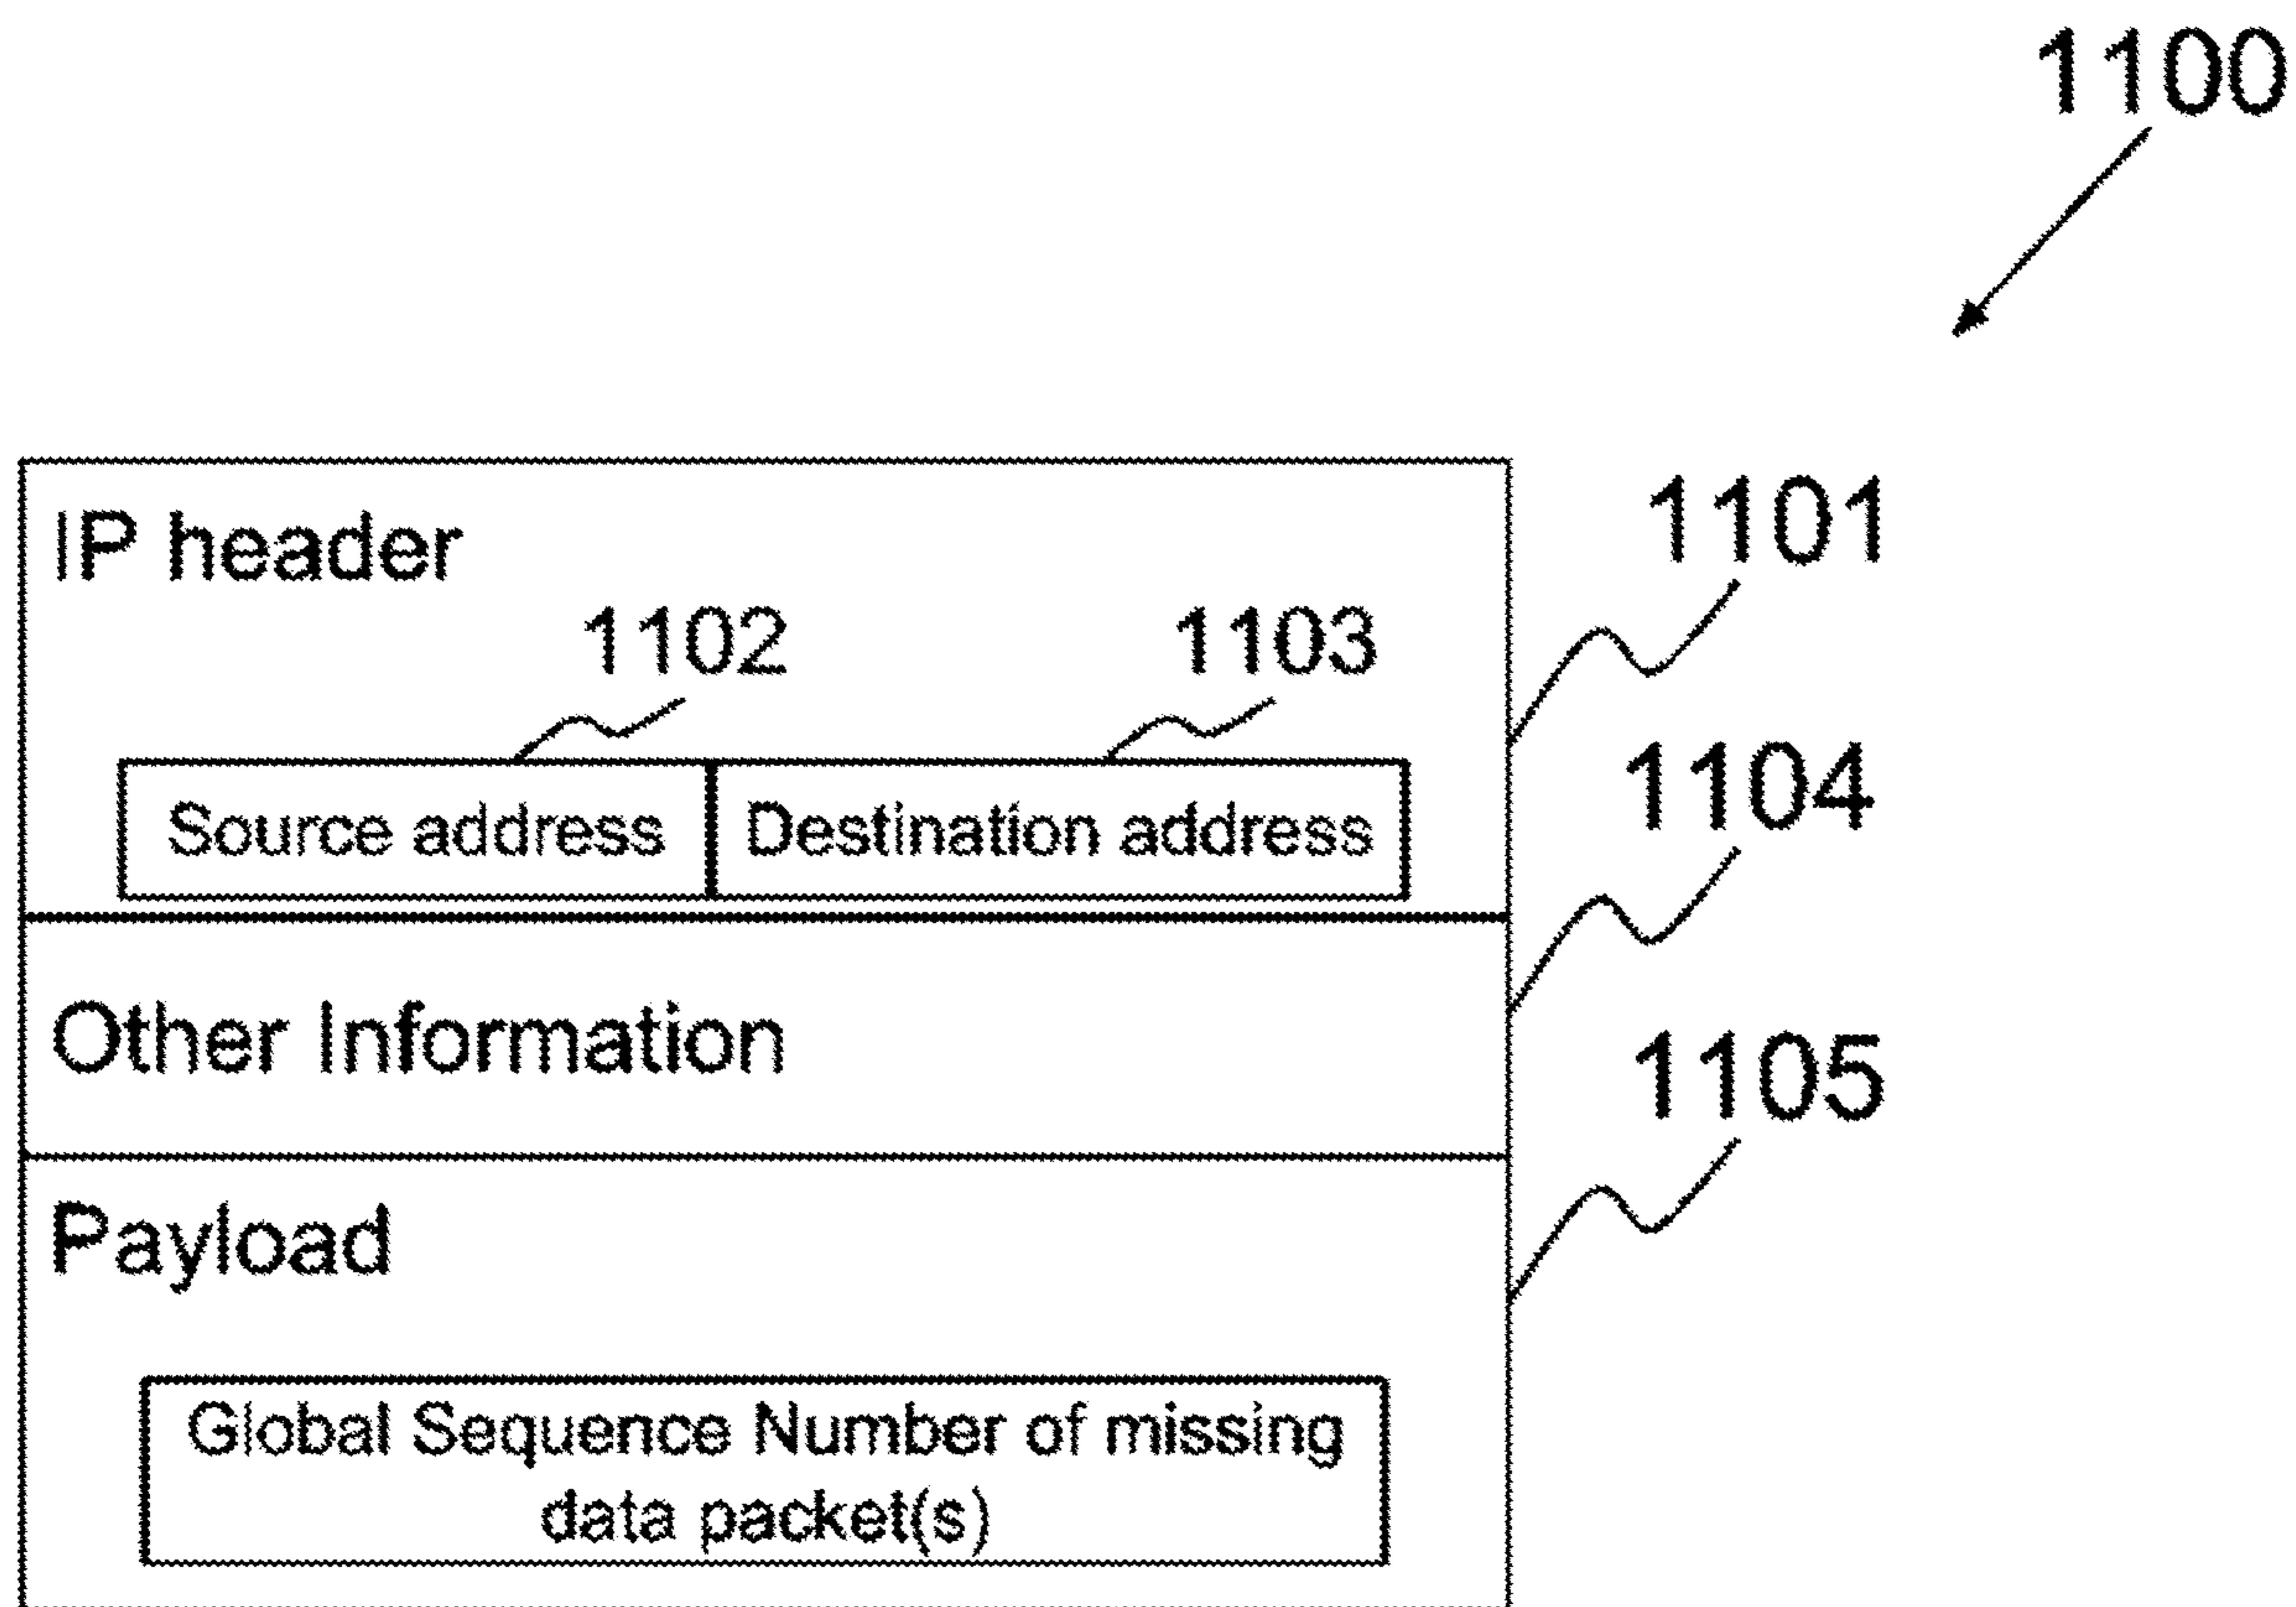 1100
IP header
1101
1102
1103
Source address
Destination address
1104
Other Information
1105
Payload
Global Sequence Number of missing
data packet(s)